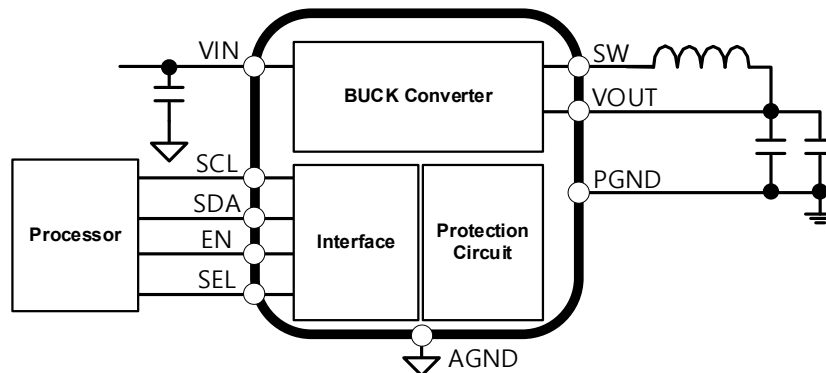 VIN
SW
BUCK Converter
VOUT
SCL
PGND
SDA
Processor
Interface
Protection
Circuit
EN
SEL
AGND